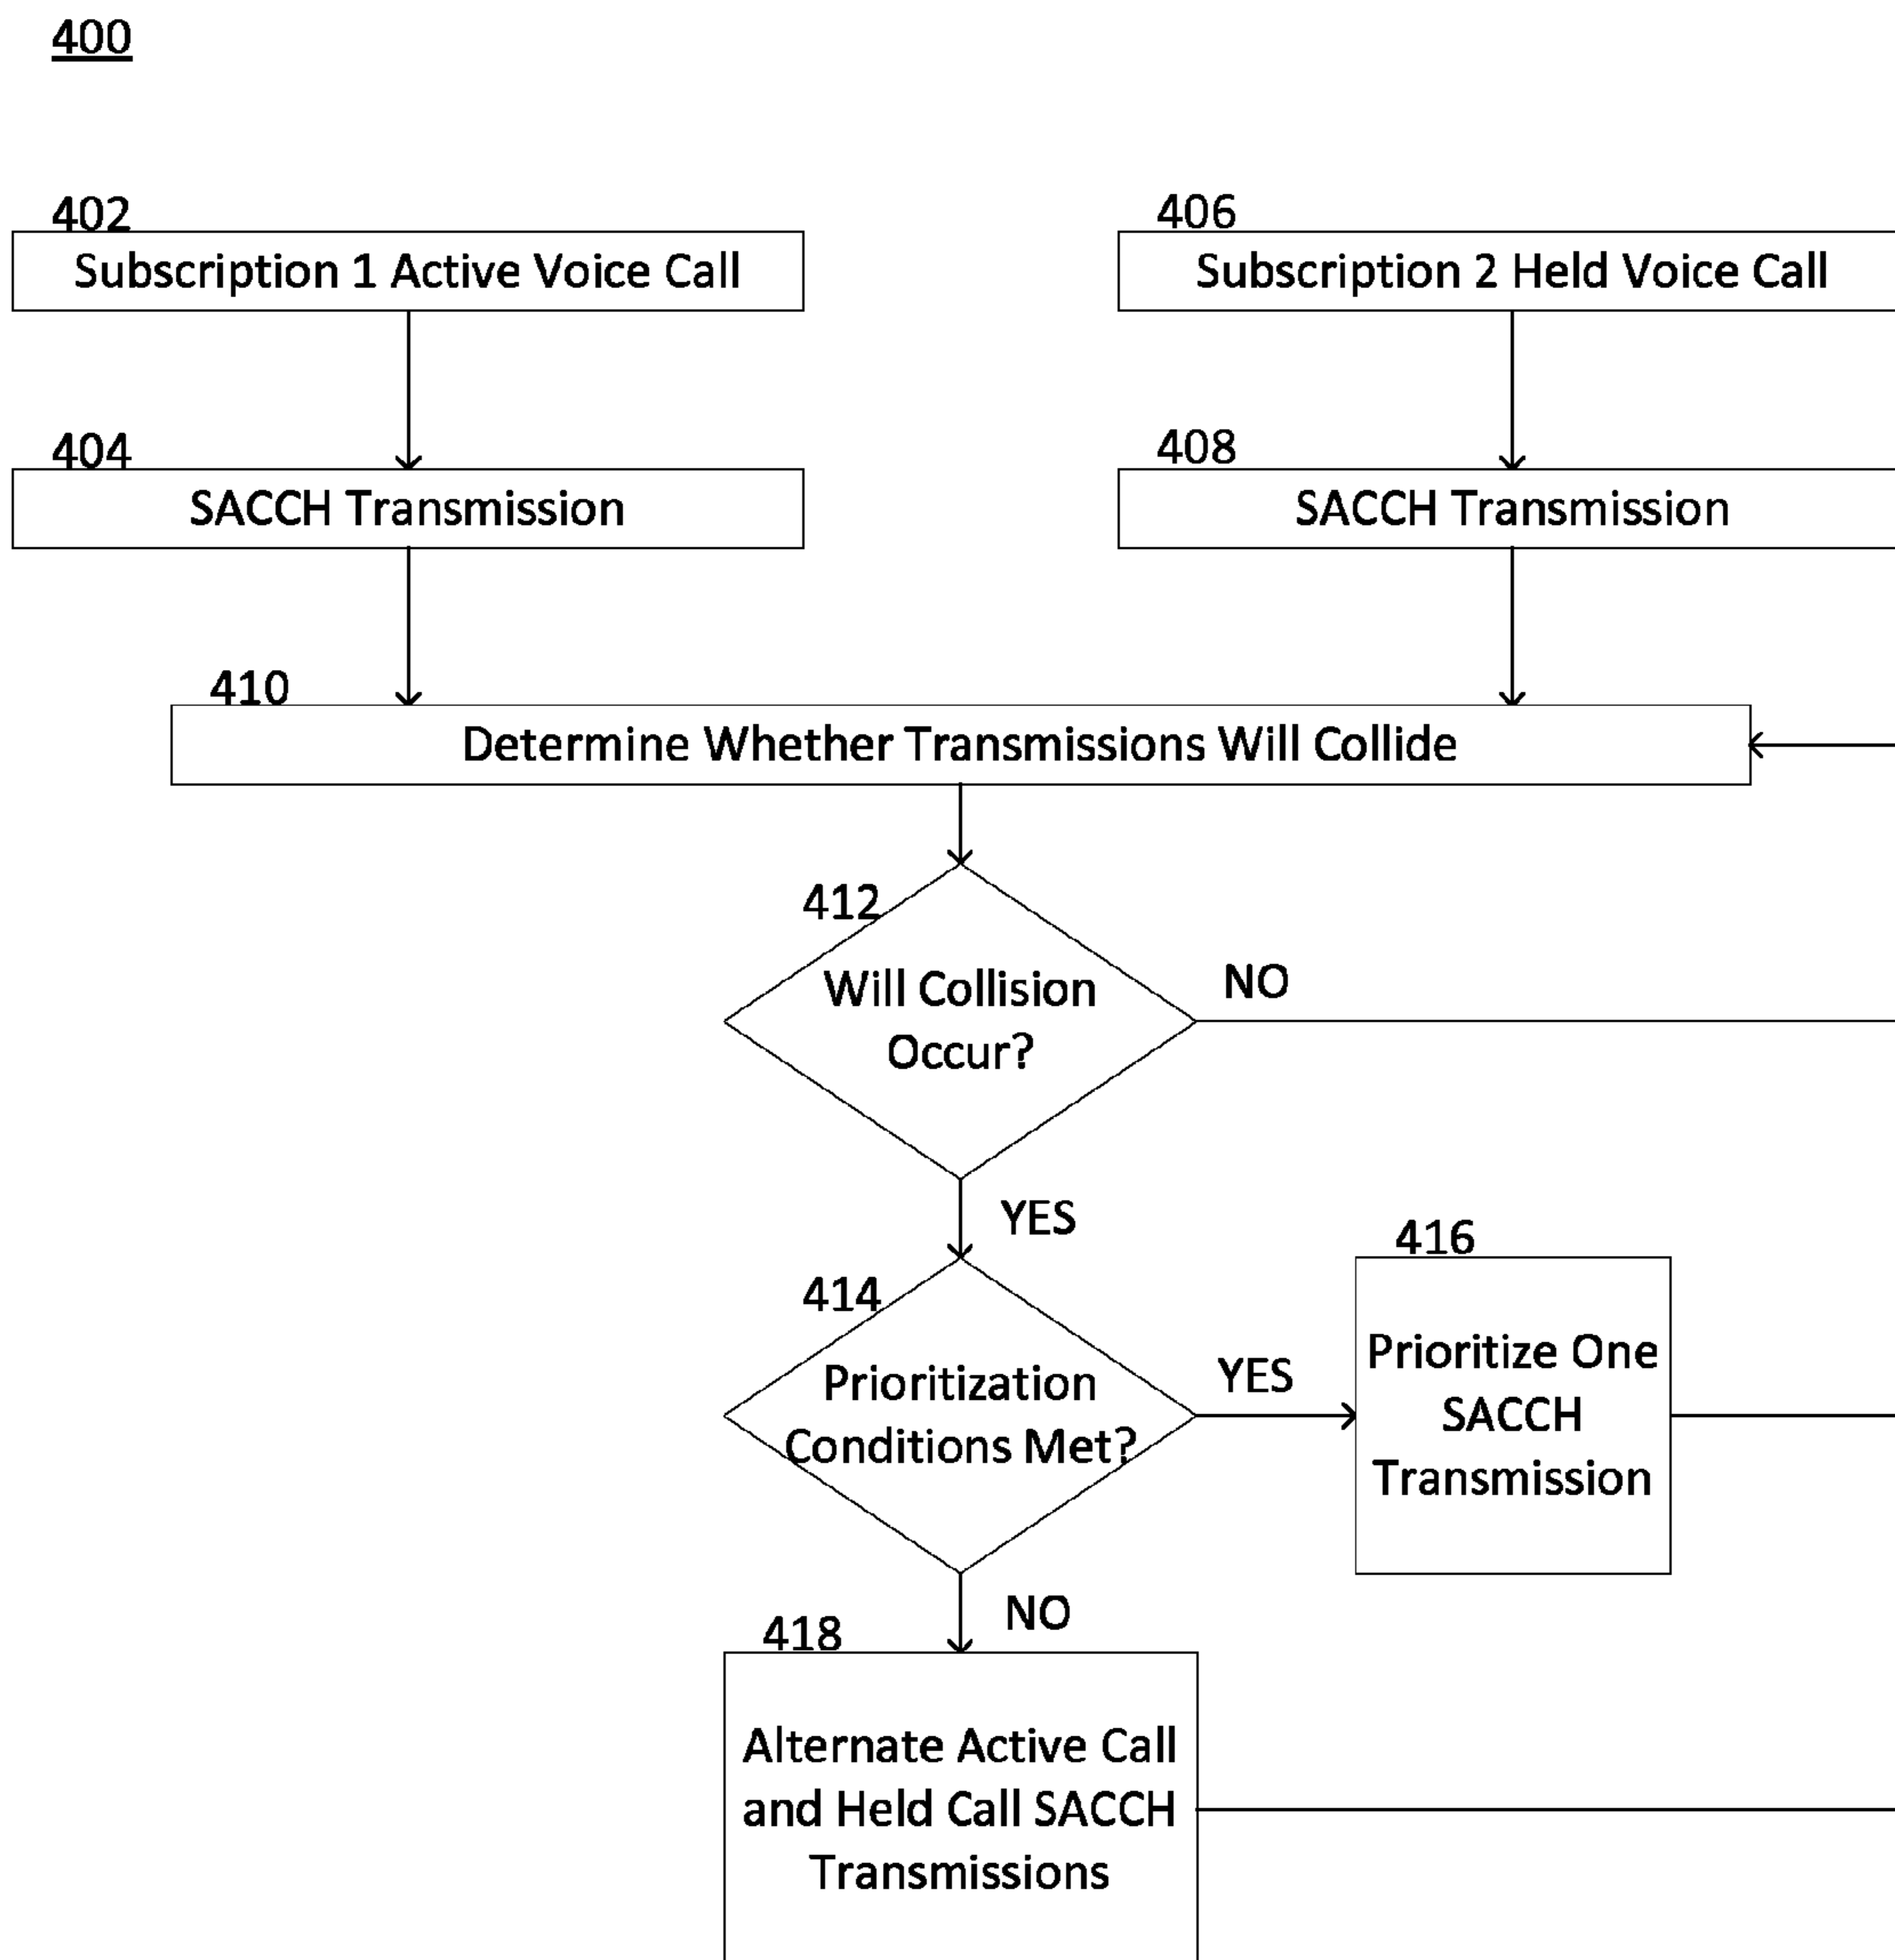 400
402
Subscription 1 Active Voice Call
406
Subscription 2 Held Voice Call
404
SACCH Transmission
408
SACCH Transmission
410
Determine Whether Transmissions Will Collide
412
Will Collision
Occur?
NO
YES
414
Prioritization
Conditions Met?
YES
416
Prioritize One
SACCH
Transmission
NO
418
Alternate Active Call
and Held Call SACCH
Transmissions